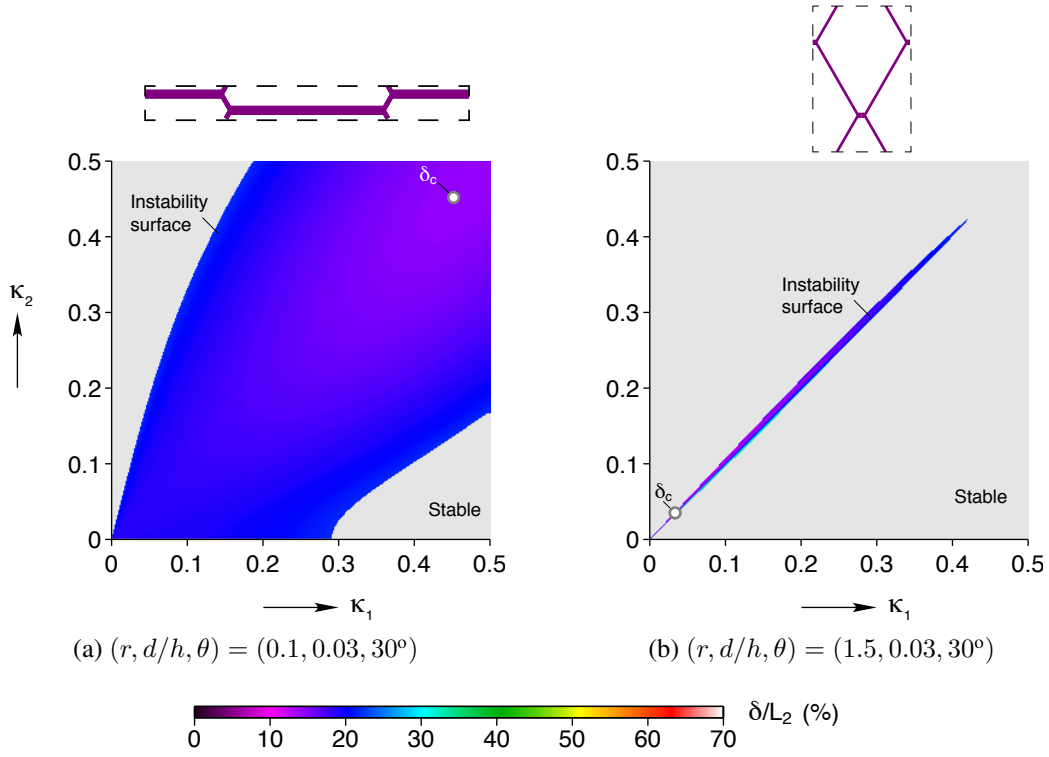 0.5
0.4
0.3
0.2
0.1
0
κ2
Instability
surface
δc
Stable
0 0.1 0.2 0.3 0.4 0.5
κ1
(a) (r, d/h, θ) = (0.1, 0.03, 30º)
0.5
0.4
0.3
0.2
0.1
0
Instability
surface
δc
Stable
0 0.1 0.2 0.3 0.4 0.5
κ1
(b) (r, d/h, θ) = (1.5, 0.03, 30º)
δ/L2 (%)
0 10 20 30 40 50 60 70